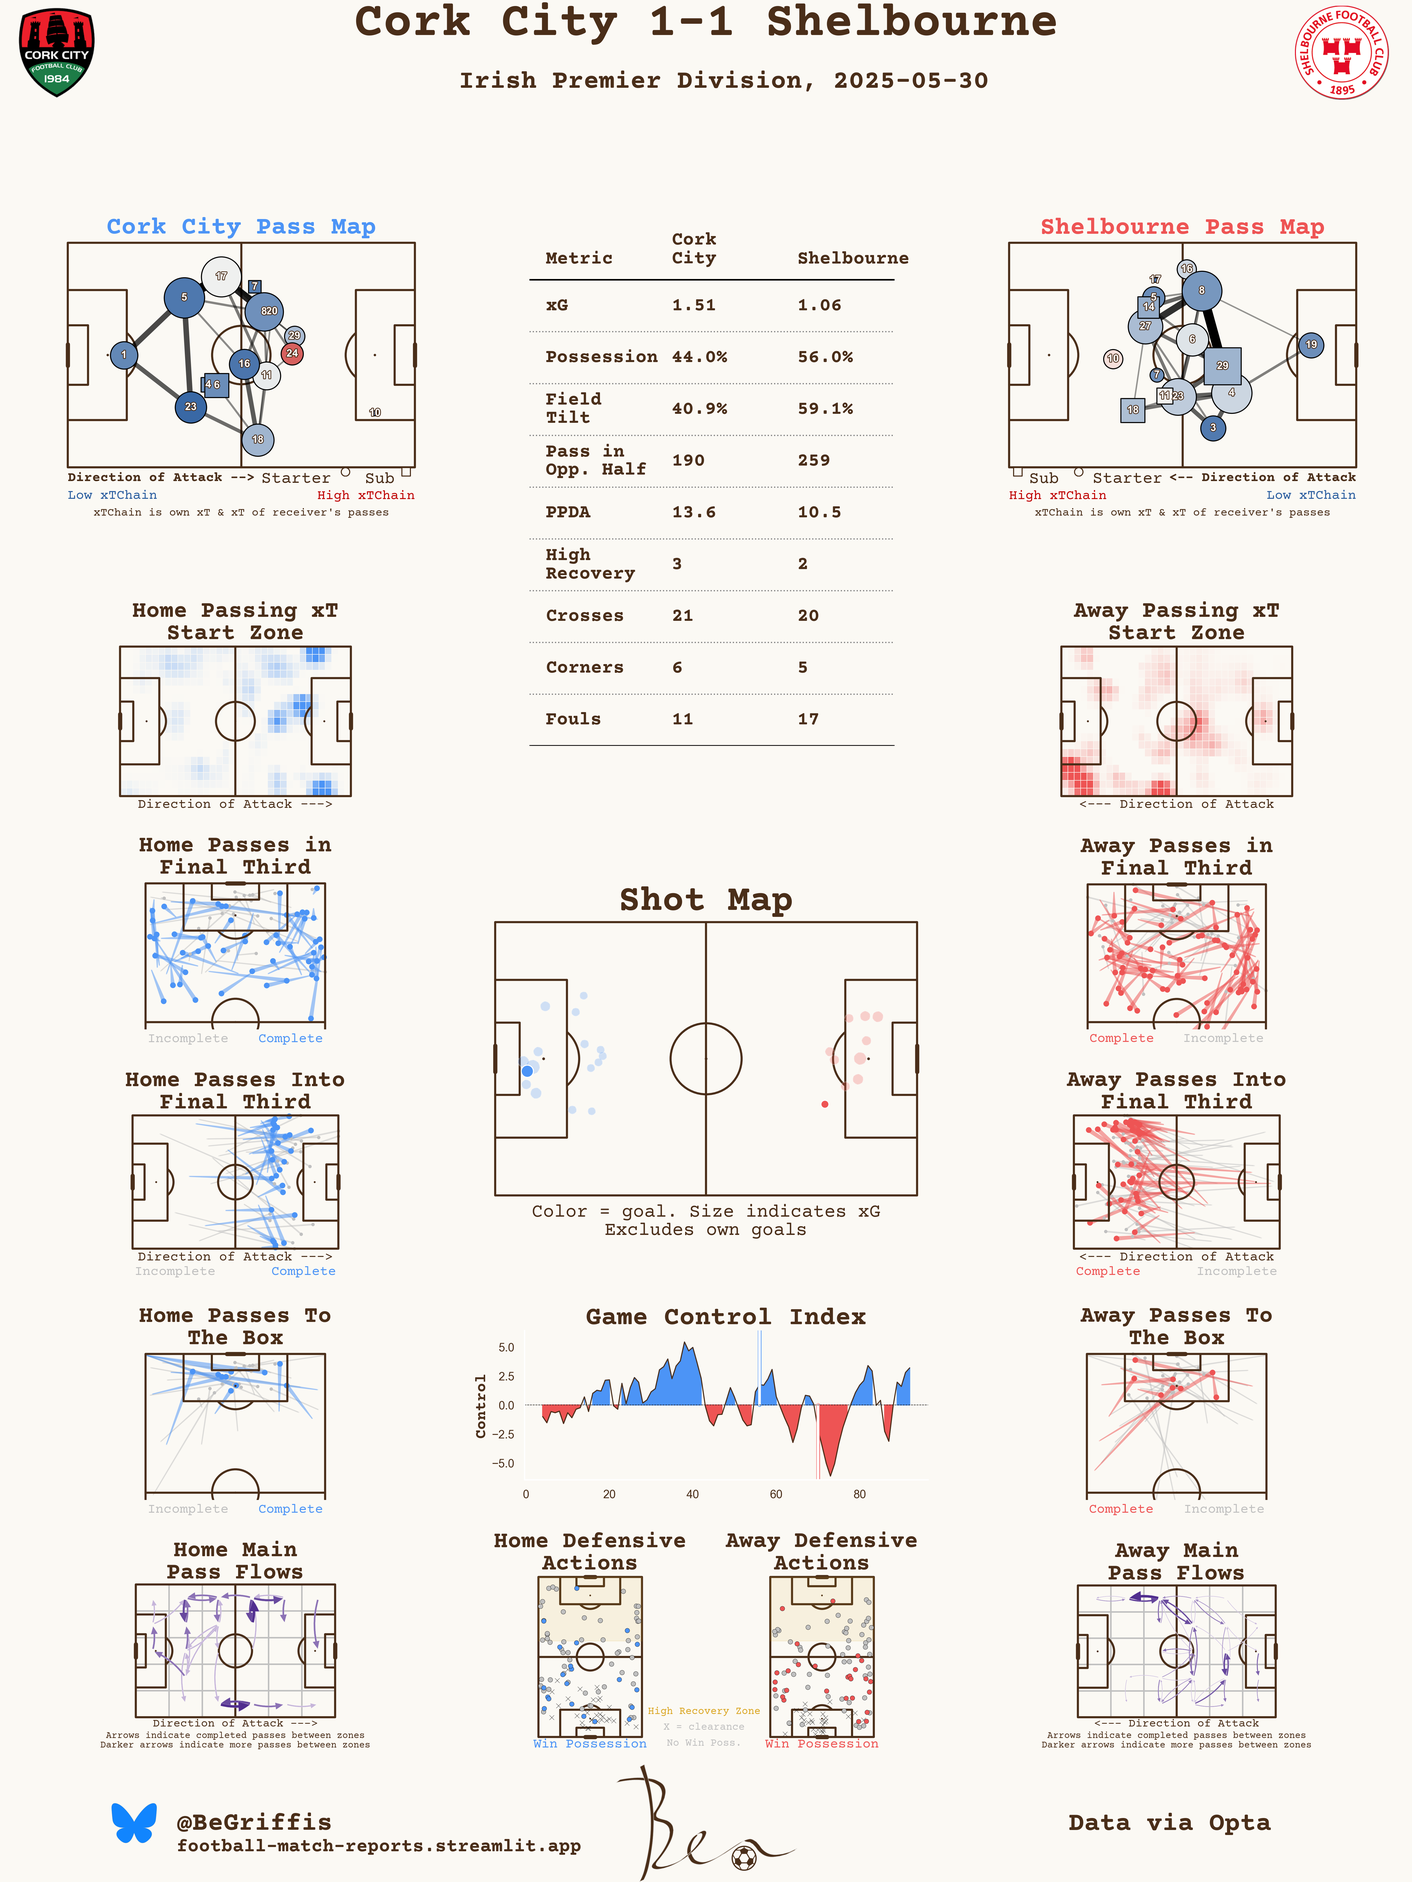 Cork City 1-1 Shelbourne
Irish Premier Division, 2025-05-30
CORK CITY
FOOTBALL CLUB
1984
SHELBOURNE FOOTBALL CLUB
1895
Cork City Pass Map
17
7
5
820
29
24
1
16
11
4 6
23
18
10
Direction of Attack --> Starter Sub
Low xTChain High xTChain
xTChain is own xT & xT of receiver's passes
Metric Cork City Shelbourne
xG 1.51 1.06
Possession 44.0% 56.0%
Field Tilt 40.9% 59.1%
Pass in Opp. Half 190 259
PPDA 13.6 10.5
High Recovery 3 2
Crosses 21 20
Corners 6 5
Fouls 11 17
Shelbourne Pass Map
16
17
8
5
14
27
6
19
10
29
7
11
23
4
18
3
Sub Starter <-- Direction of Attack
High xTChain Low xTChain
xTChain is own xT & xT of receiver's passes
Home Passing xT
Start Zone
Direction of Attack --->
Away Passing xT
Start Zone
<--- Direction of Attack
Home Passes in
Final Third
Incomplete Complete
Away Passes in
Final Third
Complete Incomplete
Shot Map
Color = goal. Size indicates xG
Excludes own goals
Home Passes Into
Final Third
Direction of Attack --->
Incomplete Complete
Away Passes Into
Final Third
<--- Direction of Attack
Complete Incomplete
Home Passes To
The Box
Incomplete Complete
Game Control Index
Control
5.0
2.5
0.0
−2.5
−5.0
0 20 40 60 80
Away Passes To
The Box
Complete Incomplete
Home Main
Pass Flows
Direction of Attack --->
Arrows indicate completed passes between zones
Darker arrows indicate more passes between zones
Home Defensive
Actions
Win Possession
Away Defensive
Actions
Win Possession
High Recovery Zone
X = clearance
No Win Poss.
Away Main
Pass Flows
<--- Direction of Attack
Arrows indicate completed passes between zones
Darker arrows indicate more passes between zones
@BeGriffis
football-match-reports.streamlit.app
Ben
Data via Opta